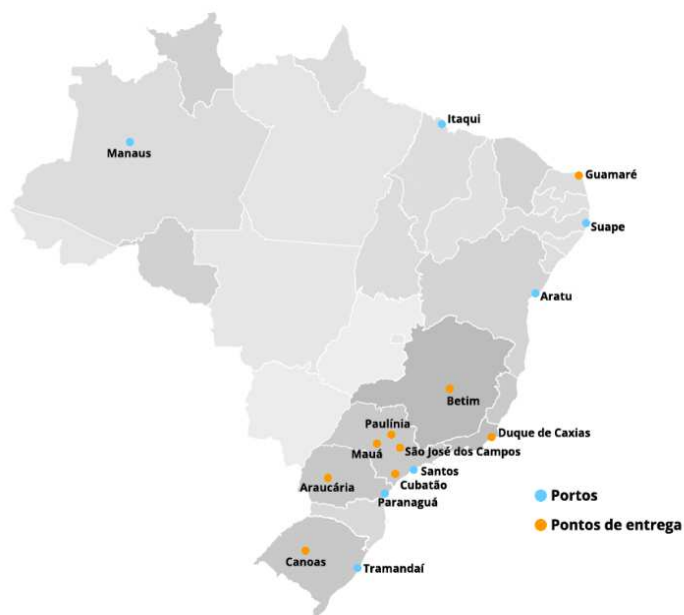 Itaqui
Manaus
Guamaré
Suape
Aratu
Betim
Paulínia
Duque de Caxias
São José dos Campos
Mauá
Santos
Cubatão
Araucária
Paranaguá
Portos
Pontos de entrega
Canoas
Tramandaí